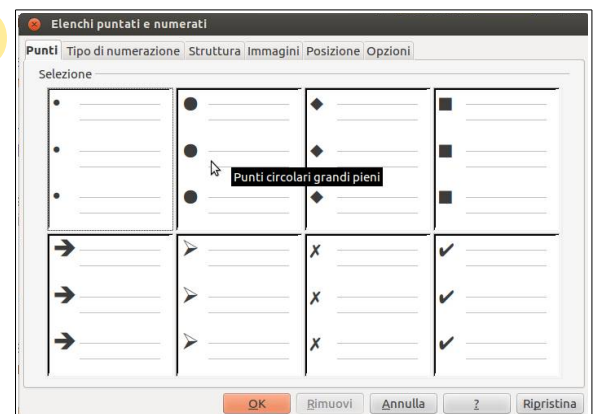 Elenchi puntati e numerati
Punti Tipo di numerazione Struttura Immagini Posizione Opzioni
Selezione
Punti circolari grandi pieni
OK Rimuovi Annulla ? Ripristina